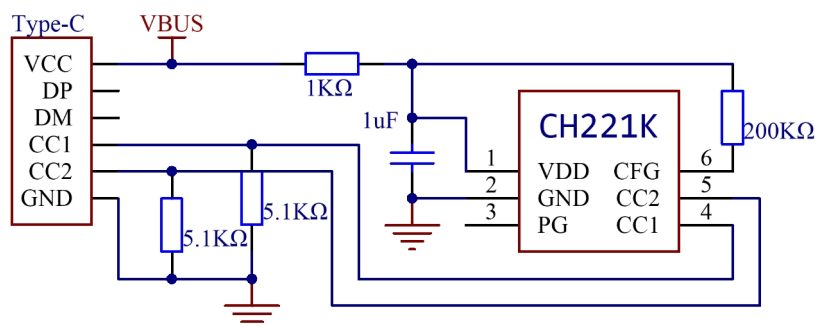 Type-C
VBUS
VCC
DP
DM
CC1
CC2
GND
1KΩ
1uF
5.1KΩ
5.1KΩ
CH221K
1 VDD CFG 6
2 GND CC2 5
3 PG CC1 4
200KΩ